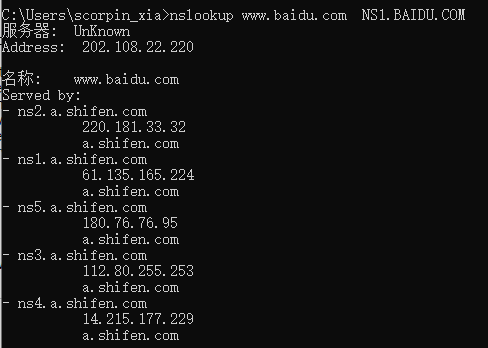 C:\Users\scorpin_xia>nslookup www.baidu.com  NS1.BAIDU.COM
服务器:  UnKnown
Address:  202.108.22.220

名称:    www.baidu.com
Served by:
- ns2.a.shifen.com
          220.181.33.32
          a.shifen.com
- ns1.a.shifen.com
          61.135.165.224
          a.shifen.com
- ns5.a.shifen.com
          180.76.76.95
          a.shifen.com
- ns3.a.shifen.com
          112.80.255.253
          a.shifen.com
- ns4.a.shifen.com
          14.215.177.229
          a.shifen.com